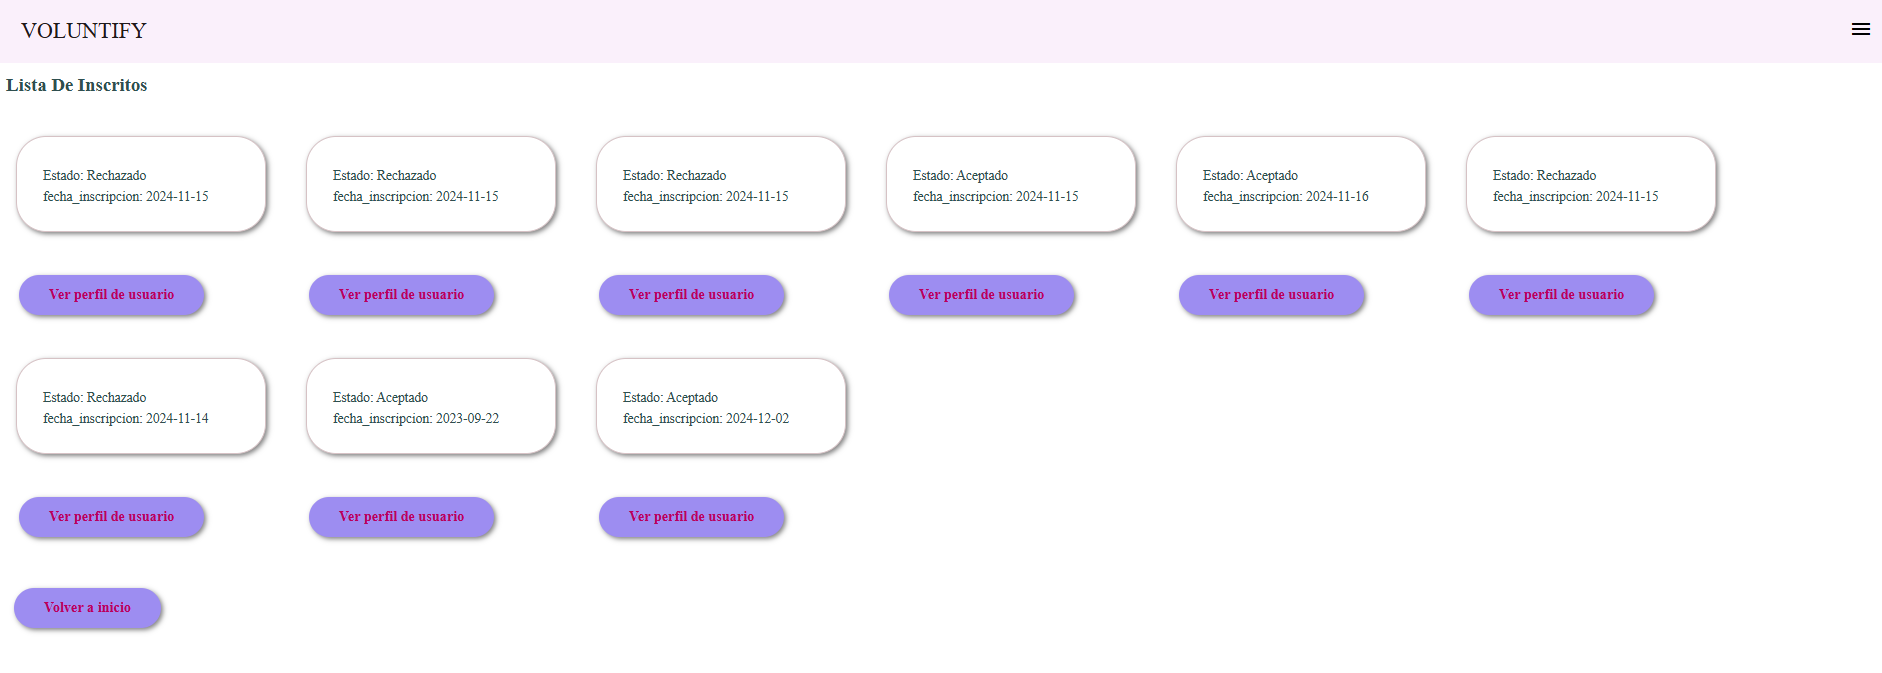 VOLUNTIFY
Lista De Inscritos
Estado: Rechazado
fecha_inscripcion: 2024-11-15
Estado: Rechazado
fecha_inscripcion: 2024-11-15
Estado: Rechazado
fecha_inscripcion: 2024-11-15
Estado: Aceptado
fecha_inscripcion: 2024-11-15
Estado: Aceptado
fecha_inscripcion: 2024-11-16
Estado: Rechazado
fecha_inscripcion: 2024-11-15
Ver perfil de usuario
Ver perfil de usuario
Ver perfil de usuario
Ver perfil de usuario
Ver perfil de usuario
Ver perfil de usuario
Estado: Rechazado
fecha_inscripcion: 2024-11-14
Estado: Aceptado
fecha_inscripcion: 2023-09-22
Estado: Aceptado
fecha_inscripcion: 2024-12-02
Ver perfil de usuario
Ver perfil de usuario
Ver perfil de usuario
Volver a inicio